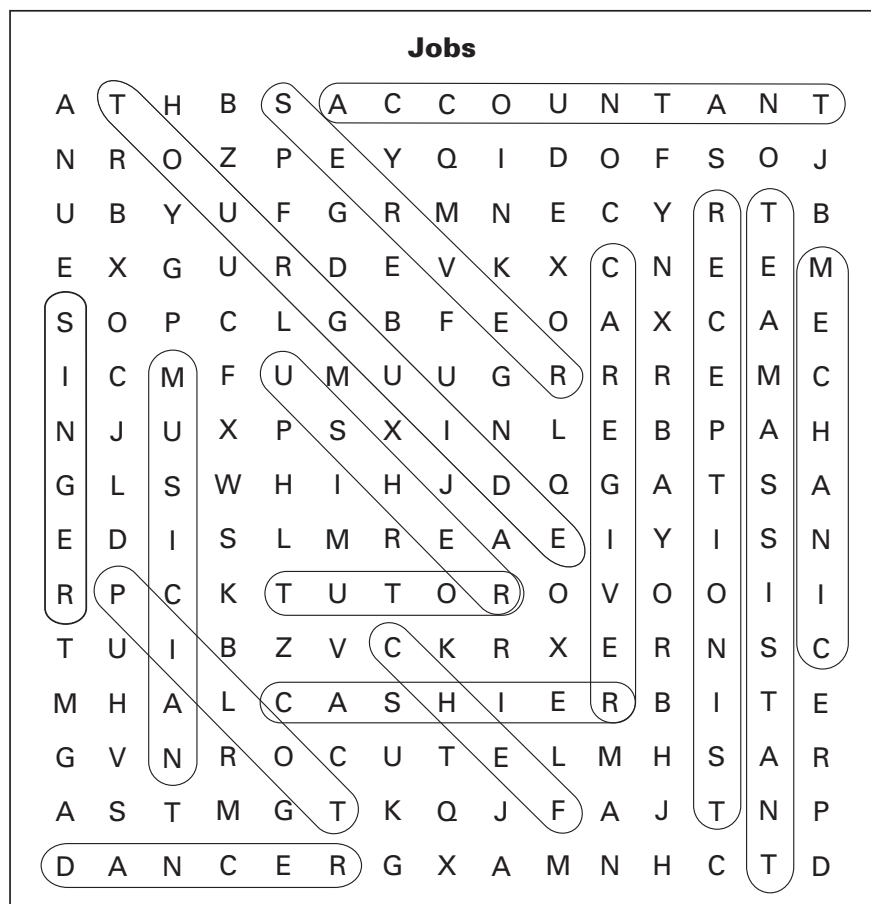 Jobs
A T H B S A C C O U N T A N T
N R O Z P E Y Q I D O F S O J
U B Y U F G R M N E C Y R T B
E X G U R D E V K X C N E E M
S O P C L G B F E O A X C A E
I C M F U M U U G R R R E M C
N J U X P S X I N L E B P A H
G L S W H I H J D Q G A T S A
E D I S L M R E A E I Y I S N
R P C K T U T O R O V O O I I
T U I B Z V C K R X E R N S C
M H A L C A S H I E R B I T E
G V N R O C U T E L M H S A R
A S T M G T K Q J F A J T N P
D A N C E R G X A M N H C T D